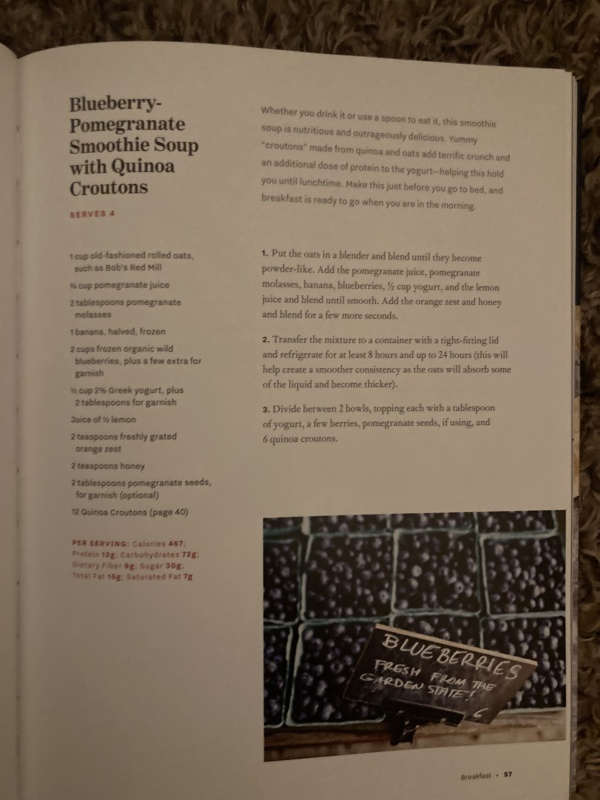 Blueberry-
Pomegranate
Smoothie Soup
with Quinoa
Croutons
SERVES 4
1 cup old-fashioned rolled oats,
such as Bob's Red Mill
¾ cup pomegranate juice
2 tablespoons pomegranate
molasses
1 banana, halved, frozen
2 cups frozen organic wild
blueberries, plus a few extra for
garnish
½ cup 2% Greek yogurt, plus
2 tablespoons for garnish
Juice of ½ lemon
2 teaspoons freshly grated
orange zest
2 teaspoons honey
2 tablespoons pomegranate seeds,
for garnish (optional)
12 Quinoa Croutons (page 40)
PER SERVING: Calories 467;
Protein 12g; Carbohydrates 72g;
Dietary Fiber 9g; Sugar 30g;
Total Fat 15g; Saturated Fat 7g
Whether you drink it or use a spoon to eat it, this smoothie
soup is nutritious and outrageously delicious. Yummy
"croutons" made from quinoa and oats add terrific crunch and
an additional dose of protein to the yogurt—helping this hold
you until lunchtime. Make this just before you go to bed, and
breakfast is ready to go when you are in the morning.
1. Put the oats in a blender and blend until they become
powder-like. Add the pomegranate juice, pomegranate
molasses, banana, blueberries, ½ cup yogurt, and the lemon
juice and blend until smooth. Add the orange zest and honey
and blend for a few more seconds.
2. Transfer the mixture to a container with a tight-fitting lid
and refrigerate for at least 8 hours and up to 24 hours (this will
help create a smoother consistency as the oats will absorb some
of the liquid and become thicker).
3. Divide between 2 bowls, topping each with a tablespoon
of yogurt, a few berries, pomegranate seeds, if using, and
6 quinoa croutons.
BLUEBERRIES
FRESH FROM THE
GARDEN STATE!
6
Breakfast • 57